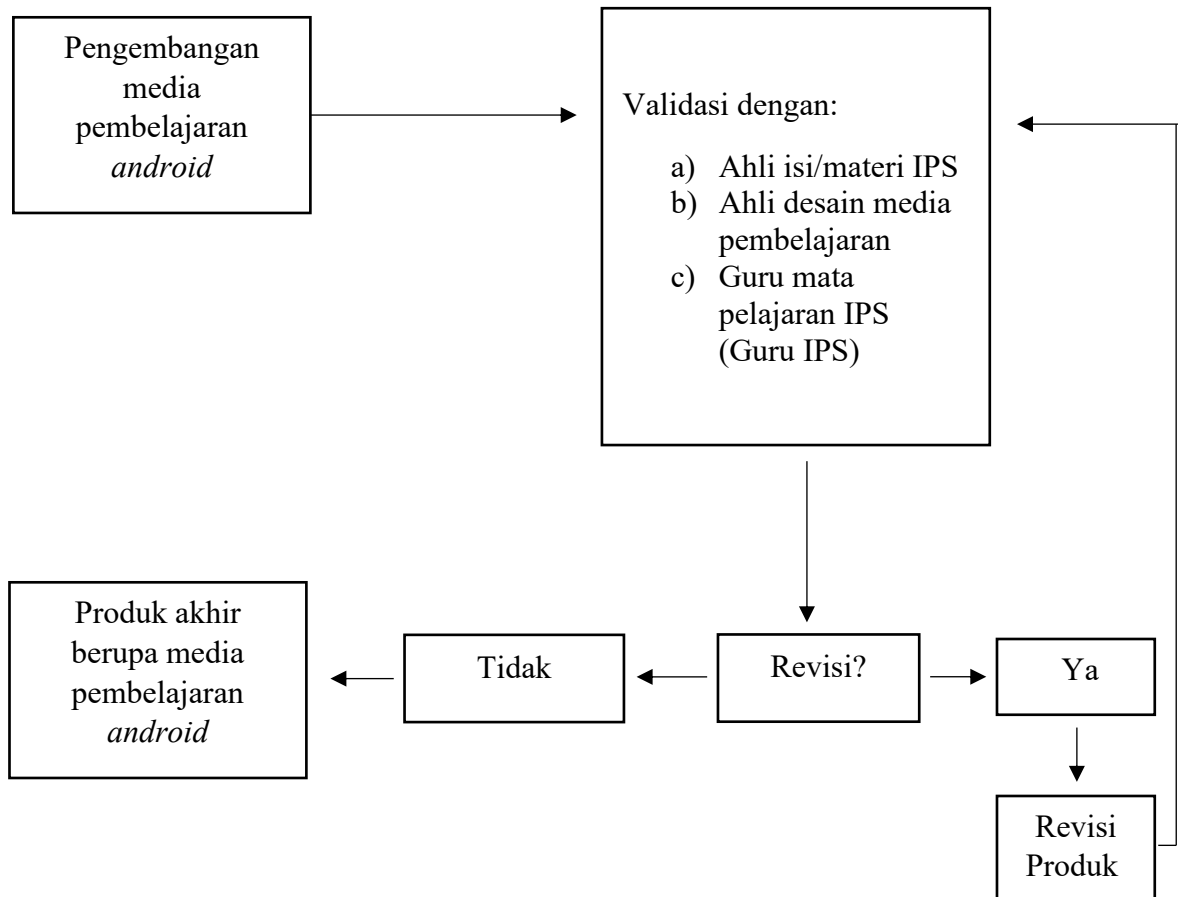 Pengembangan
media
pembelajaran
android
Validasi dengan:
a) Ahli isi/materi IPS
b) Ahli desain media
pembelajaran
c) Guru mata
pelajaran IPS
(Guru IPS)
Produk akhir
berupa media
pembelajaran
android
Tidak
Revisi?
Ya
Revisi
Produk